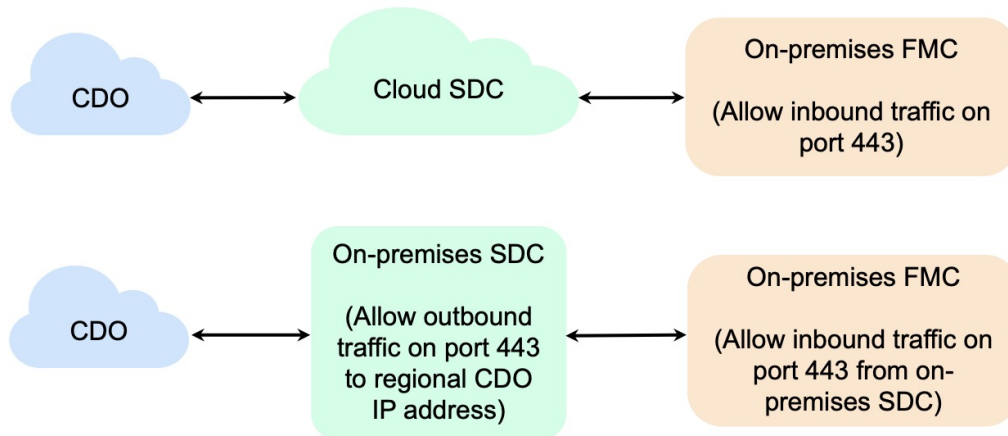 CDO
Cloud SDC
On-premises FMC
(Allow inbound traffic on
port 443)
CDO
On-premises SDC
(Allow outbound
traffic on port 443
to regional CDO
IP address)
On-premises FMC
(Allow inbound traffic on
port 443 from on-
premises SDC)